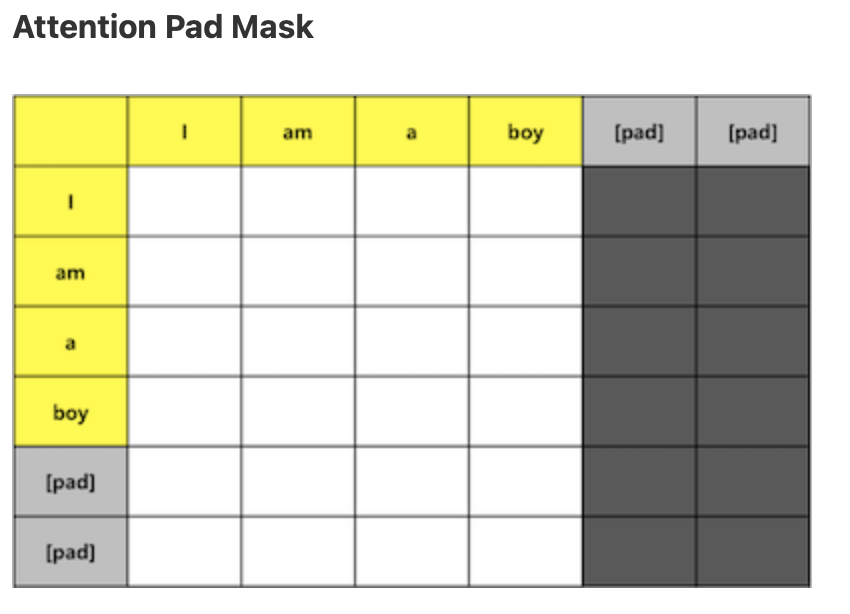 Attention Pad Mask
I am a boy [pad] [pad]
I
am
a
boy
[pad]
[pad]